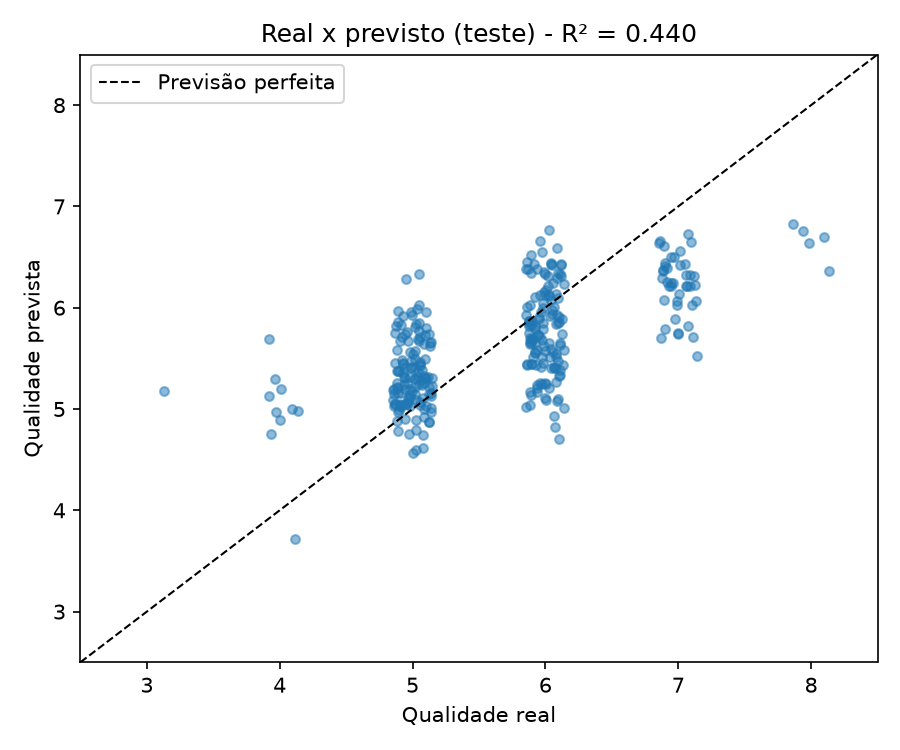 Real x previsto (teste) - R² = 0.440
Previsão perfeita
8
7
6
5
4
3
Qualidade prevista
3 4 5 6 7 8
Qualidade real